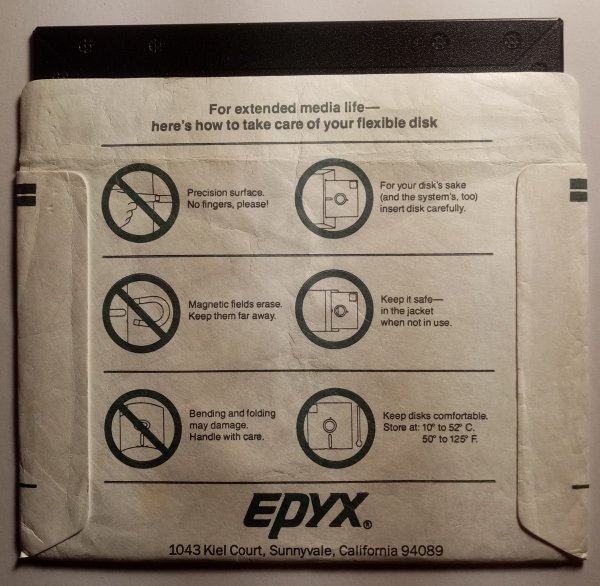 For extended media life—
here's how to take care of your flexible disk
Precision surface.
No fingers, please!
For your disk's sake
(and the system's, too)
insert disk carefully.
Magnetic fields erase.
Keep them far away.
Keep it safe—
in the jacket
when not in use.
Bending and folding
may damage.
Handle with care.
Keep disks comfortable.
Store at: 10° to 52° C.
50° to 125° F.
EPYX®
1043 Kiel Court, Sunnyvale, California 94089